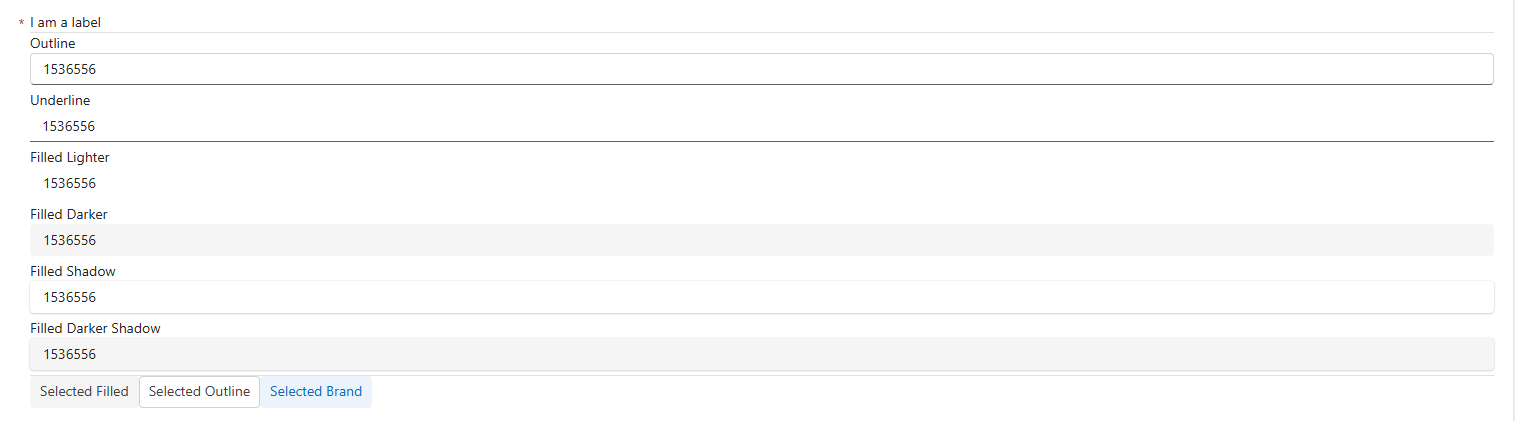 * I am a label
Outline
1536556
Underline
1536556
Filled Lighter
1536556
Filled Darker
1536556
Filled Shadow
1536556
Filled Darker Shadow
1536556
Selected Filled Selected Outline Selected Brand